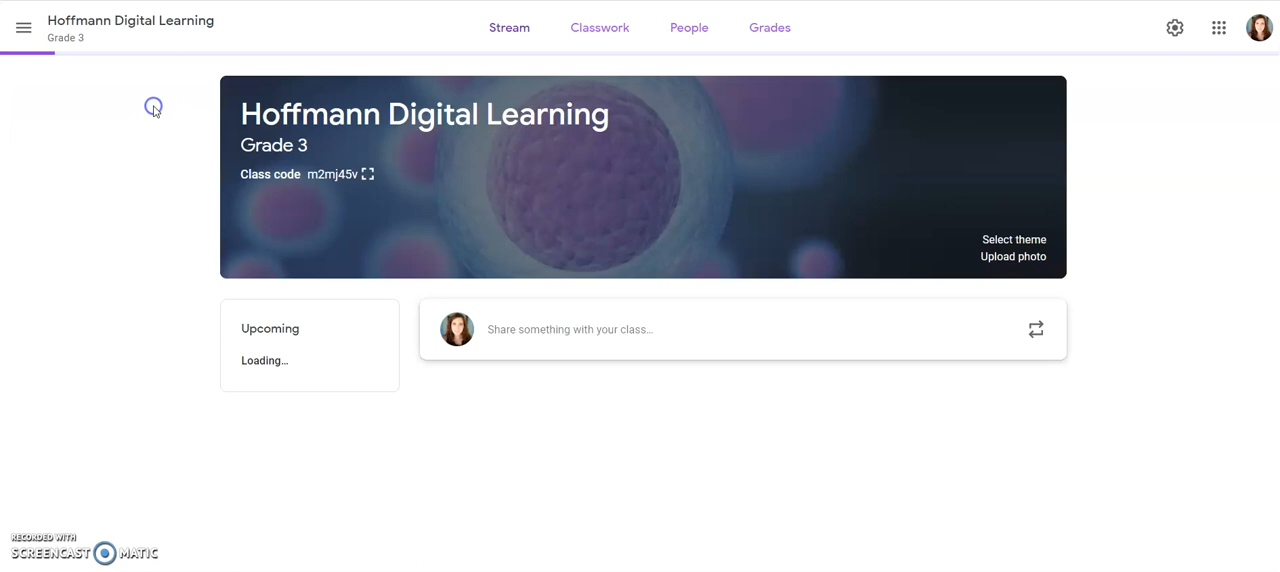 Hoffmann Digital Learning
Grade 3
Stream
Classwork
People
Grades
Hoffmann Digital Learning
Grade 3
Class code m2mj45v
Select theme
Upload photo
Upcoming
Loading...
Share something with your class...
RECORDED WITH
SCREENCAST MATIC